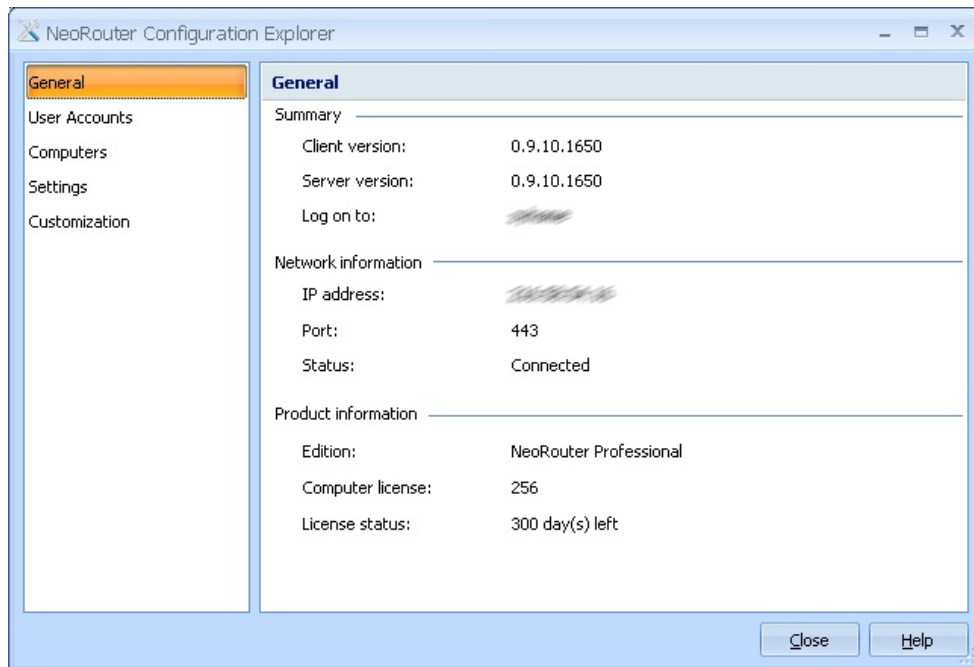 NeoRouter Configuration Explorer
General
User Accounts
Computers
Settings
Customization
General
Summary
Client version: 0.9.10.1650
Server version: 0.9.10.1650
Log on to:
Network information
IP address:
Port: 443
Status: Connected
Product information
Edition: NeoRouter Professional
Computer license: 256
License status: 300 day(s) left
Close Help